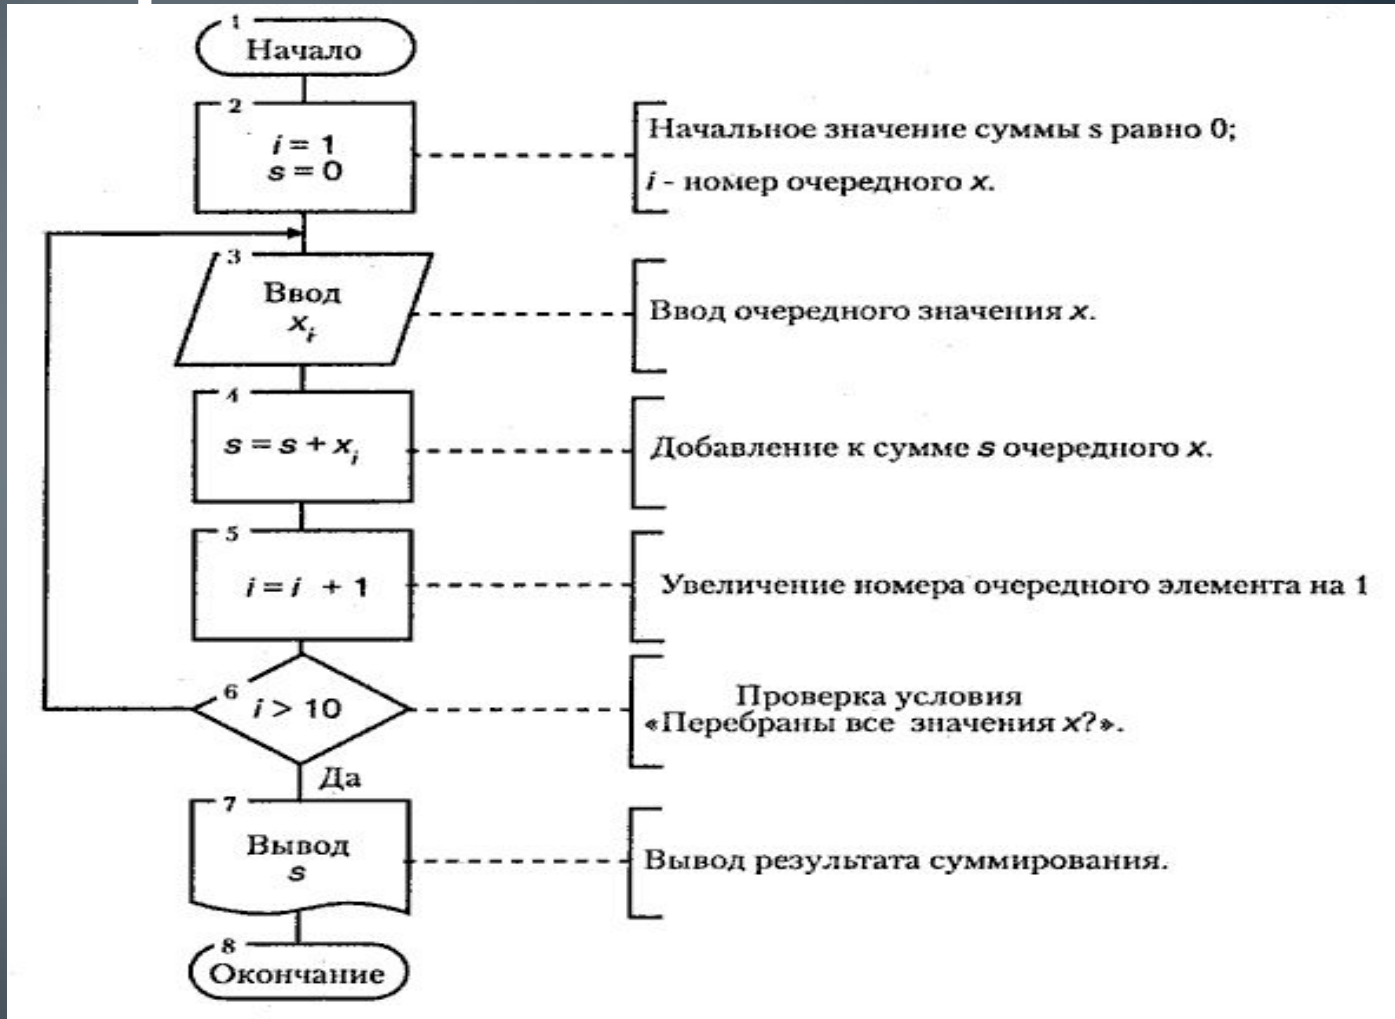 1
Начало
2
i = 1
s = 0
Начальное значение суммы s равно 0;
i - номер очередного x.
3
Ввод
xi
Ввод очередного значения x.
4
s = s + xi
Добавление к сумме s очередного x.
5
i = i + 1
Увеличение номера очередного элемента на 1
6
i > 10
Проверка условия
«Перебраны все значения x?».
Да
7
Вывод
s
Вывод результата суммирования.
8
Окончание